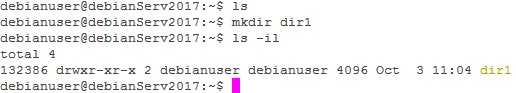 debianuser@debianServ2017:~$ ls
debianuser@debianServ2017:~$ mkdir dir1
debianuser@debianServ2017:~$ ls -il
total 4
132386 drwxr-xr-x 2 debianuser debianuser 4096 Oct  3 11:04 dir1
debianuser@debianServ2017:~$